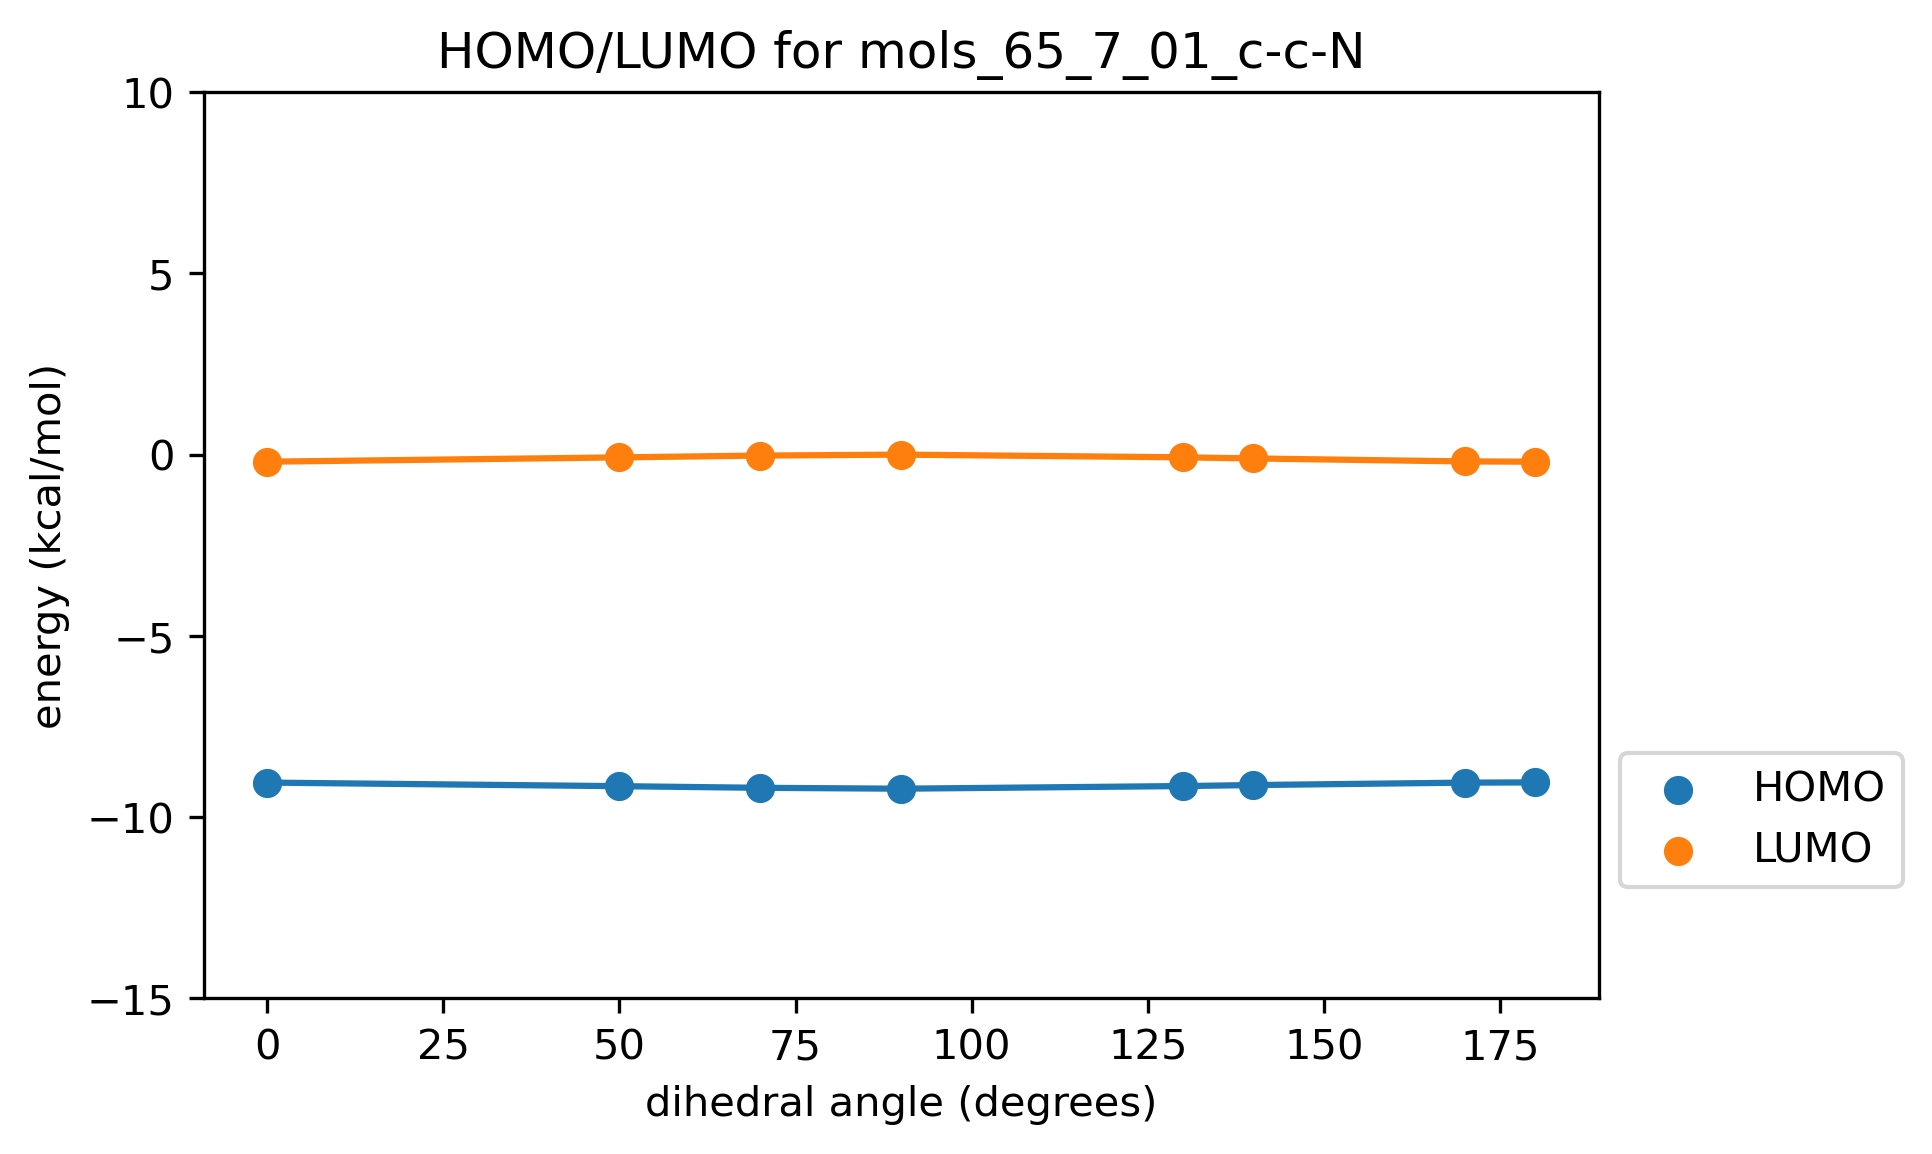 HOMO/LUMO for mols_65_7_01_c-c-N
10
5
0
−5
−10
−15
energy (kcal/mol)
0 25 50 75 100 125 150 175
dihedral angle (degrees)
HOMO
LUMO